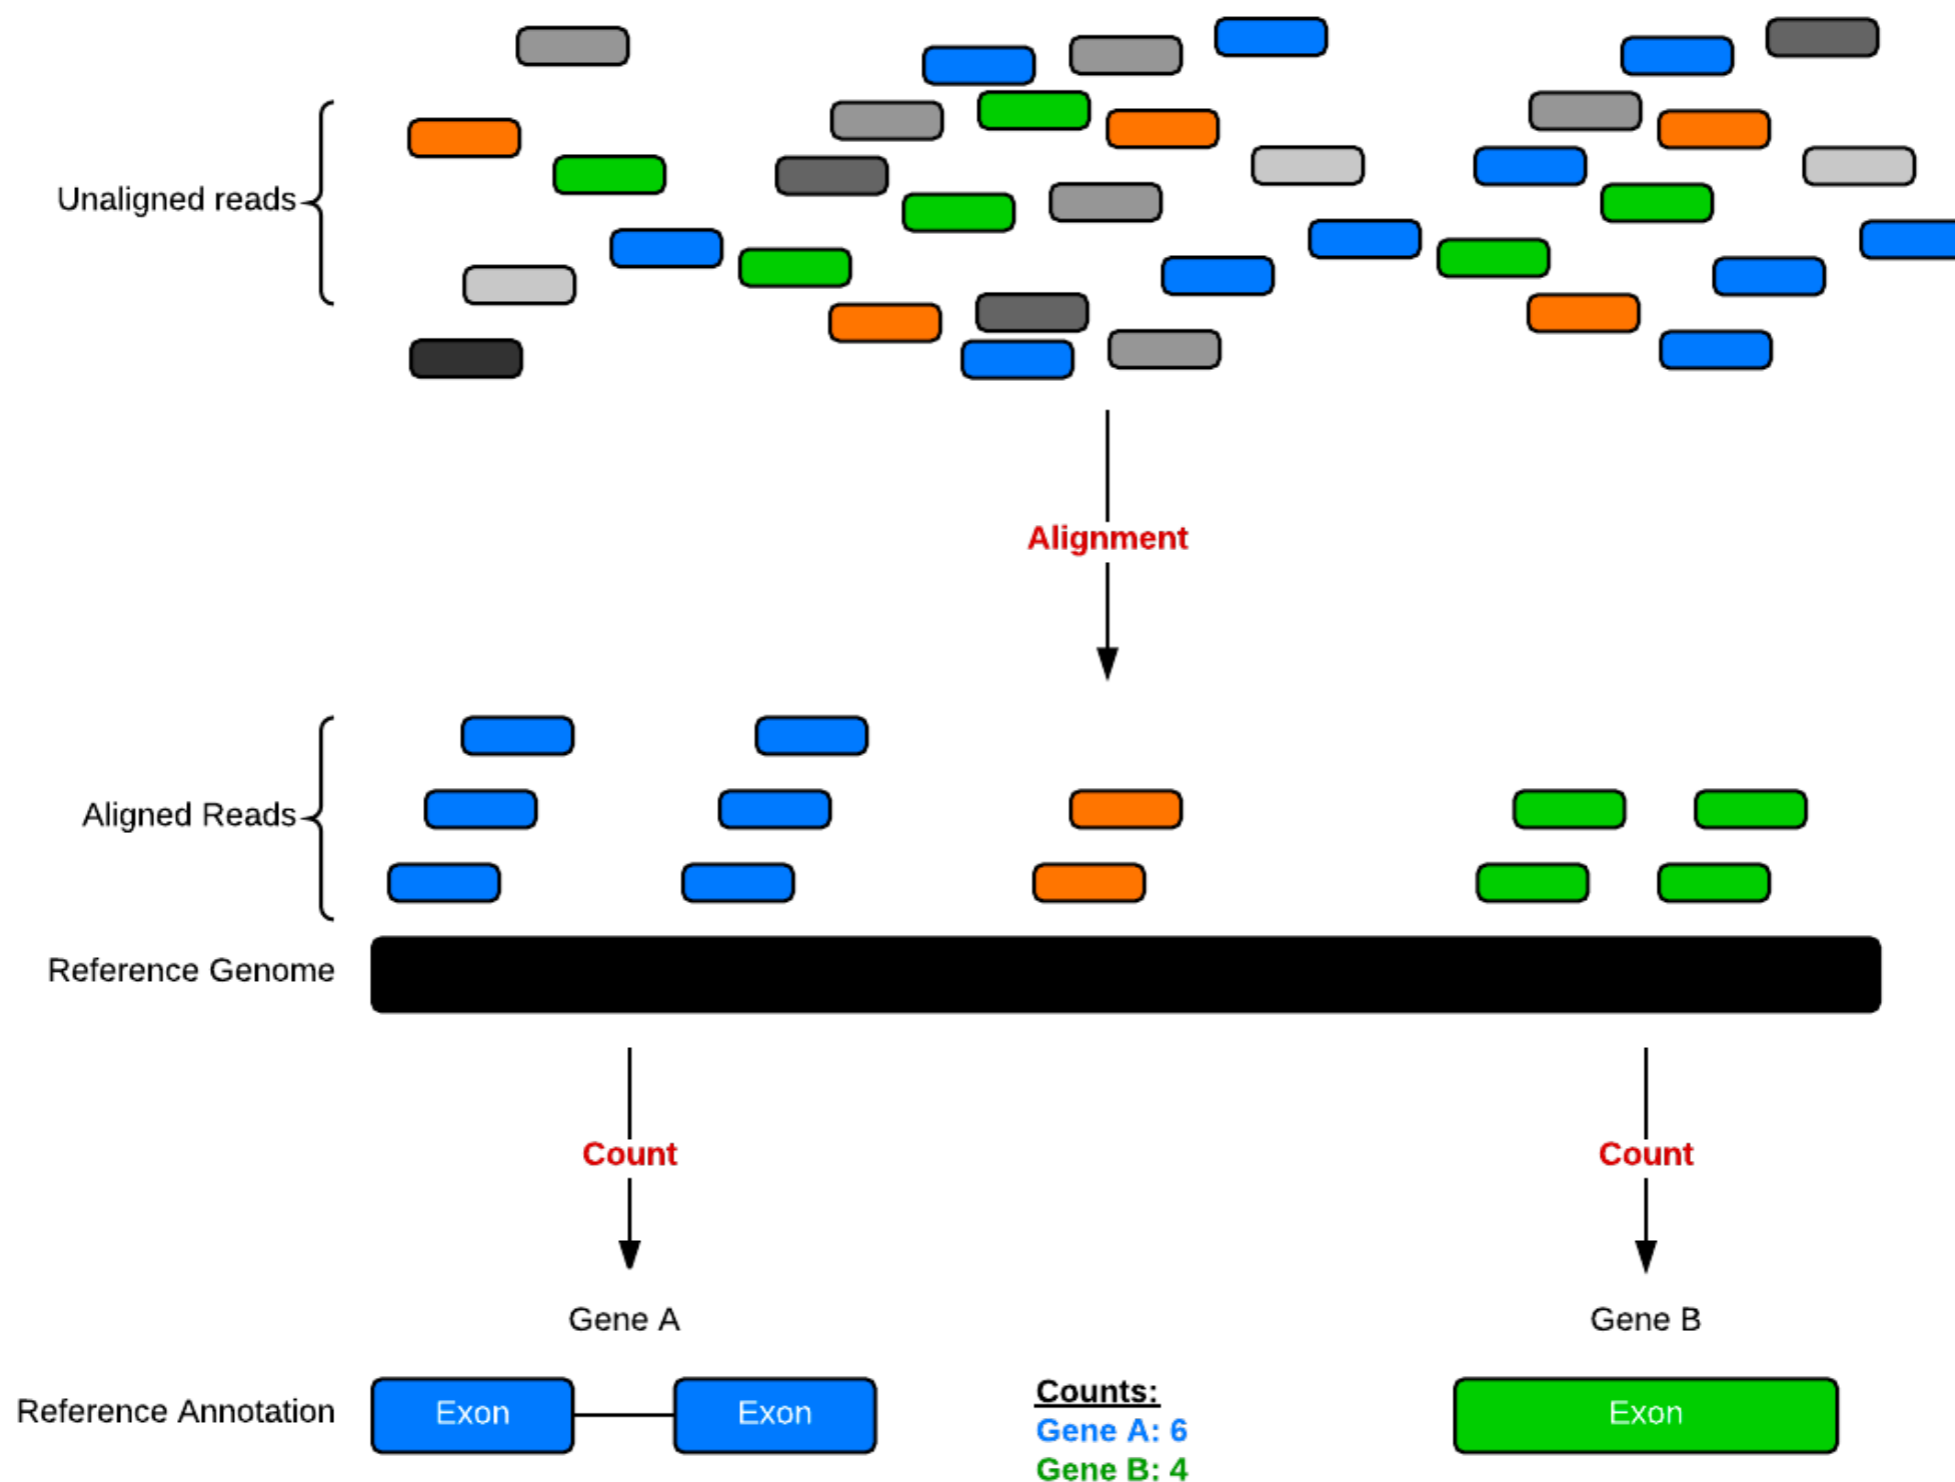 Unaligned reads
Alignment
Aligned Reads
Reference Genome
Count
Count
Gene A
Gene B
Reference Annotation
Exon
Exon
Counts:
Gene A: 6
Gene B: 4
Exon